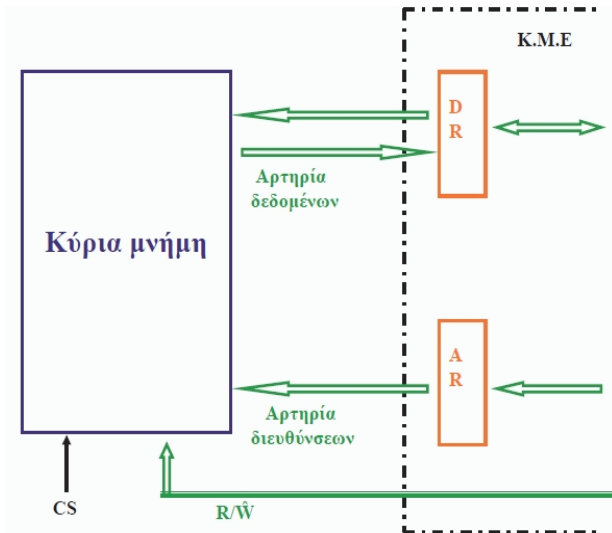 Κ.Μ.Ε
D
R
Αρτηρία
δεδομένων
Κύρια μνήμη
A
R
Αρτηρία
διευθύνσεων
CS
R/Ŵ